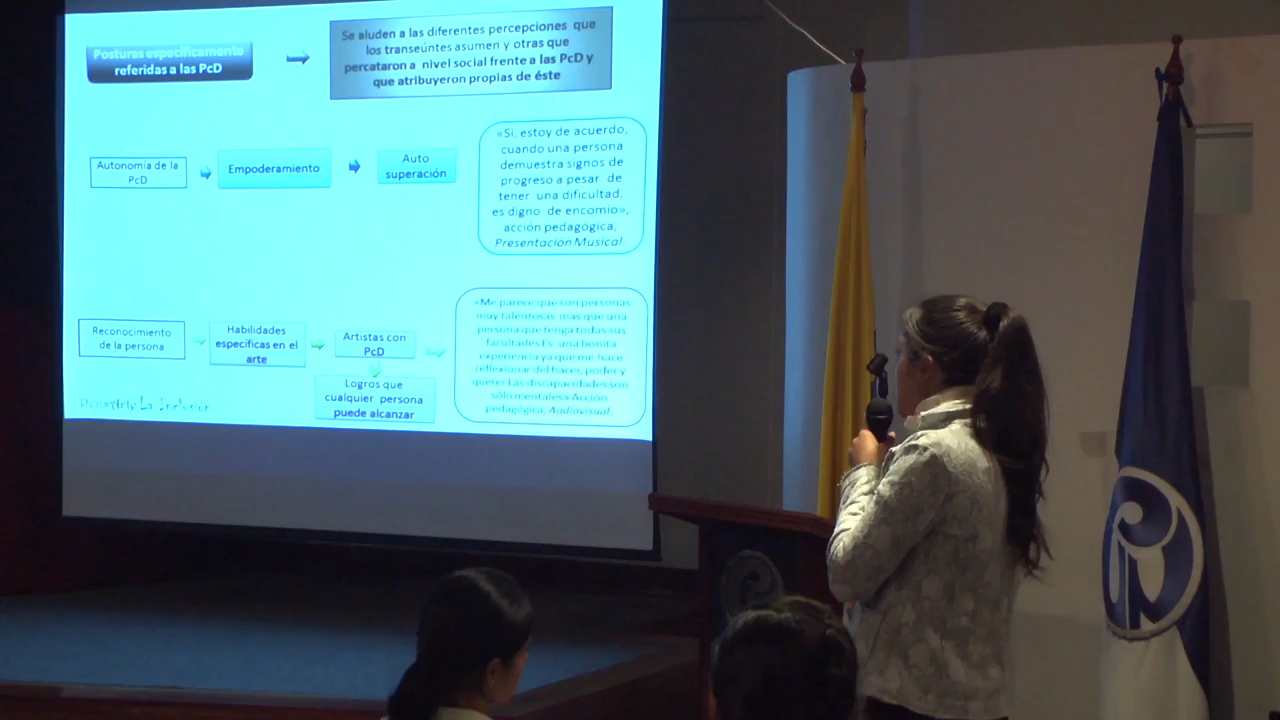 Posturas específicamente
referidas a las PcD
Se aluden a las diferentes percepciones que
los transeúntes asumen y otras que
percataron a nivel social frente a las PcD y
que atribuyeron propias de éste
Autonomía de la
PcD
Empoderamiento
Auto
superación
«Si, estoy de acuerdo,
cuando una persona
demuestra signos de
progreso a pesar de
tener una dificultad,
es digno de encomio»,
acción pedagógica,
Presentación Musical.
Reconocimiento
de la persona
Habilidades
específicas en el
arte
Artistas con
PcD
Logros que
cualquier persona
puede alcanzar
«Me parece que son personas
muy talentosas mas que una
persona que tenga todas sus
facultades Es una bonita
experiencia ya que me hace
reflexionar del hacer, poder y
querer Las discapacidades son
sólo mentales» Acción
pedagógica, Audiovisual.
La Inclusión